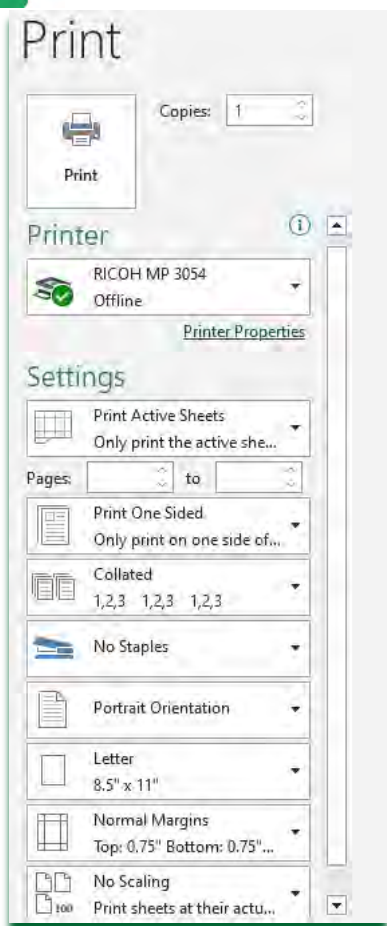 Print
Copies: 1
Print
Printer
RICOH MP 3054
Offline
Printer Properties
Settings
Print Active Sheets
Only print the active she...
Pages: to
Print One Sided
Only print on one side of...
Collated
1,2,3 1,2,3 1,2,3
No Staples
Portrait Orientation
Letter
8.5" x 11"
Normal Margins
Top: 0.75" Bottom: 0.75"...
No Scaling
100 Print sheets at their actu...